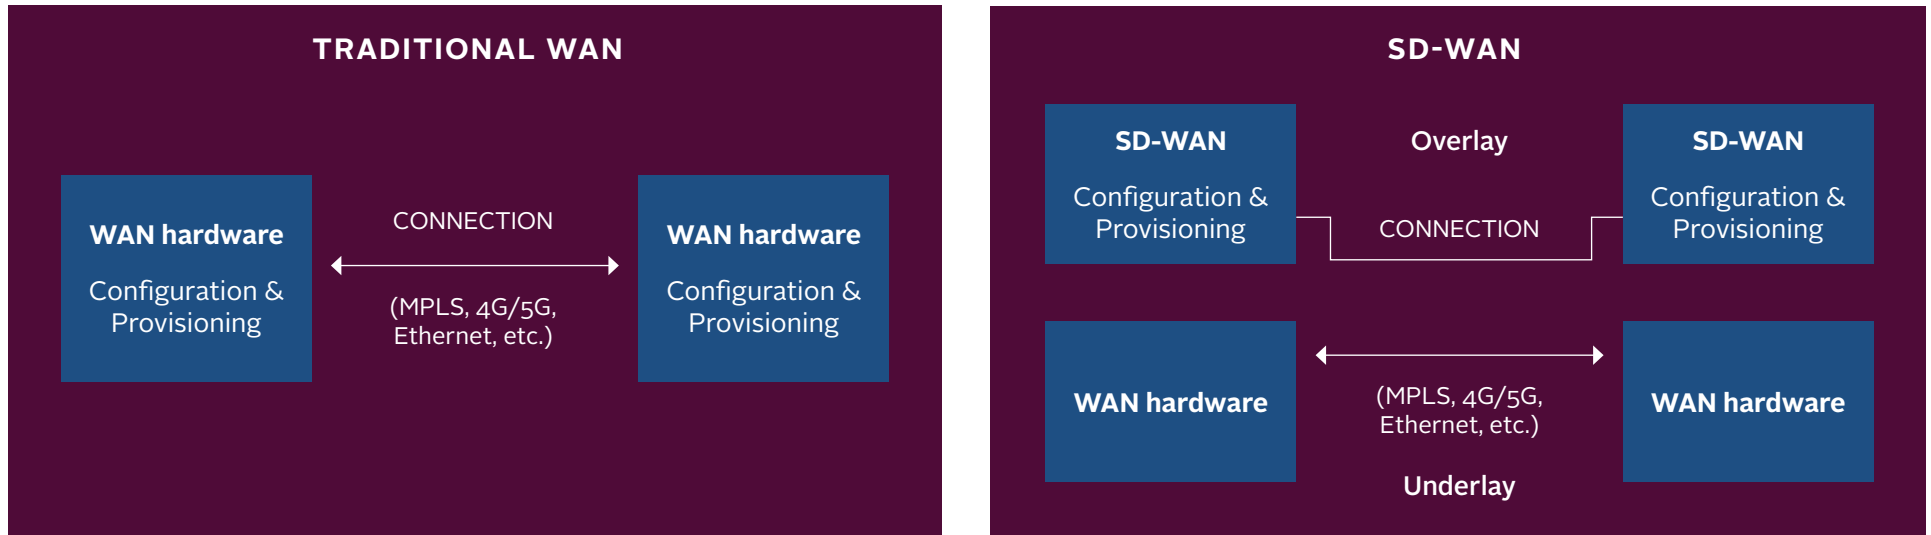 TRADITIONAL WAN
WAN hardware
Configuration &
Provisioning
CONNECTION
(MPLS, 4G/5G,
Ethernet, etc.)
WAN hardware
Configuration &
Provisioning
SD-WAN
SD-WAN
Configuration &
Provisioning
Overlay
CONNECTION
SD-WAN
Configuration &
Provisioning
WAN hardware
(MPLS, 4G/5G,
Ethernet, etc.)
Underlay
WAN hardware